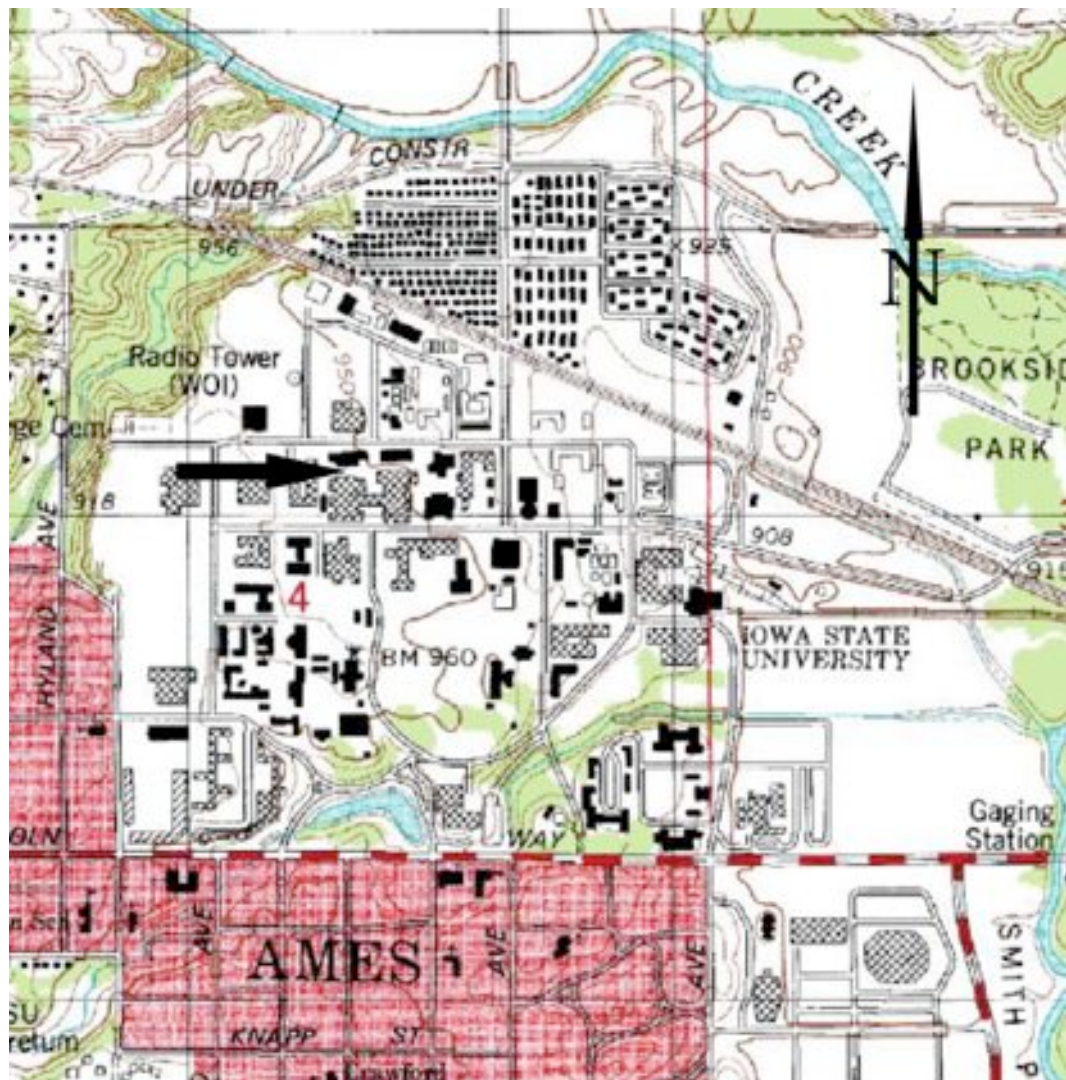 CREEK
CONSTR
UNDER
956
× 925
900
N
Radio Tower
(WOI)
950
900
BROOKSID
PARK
ge Cem
918
908
× 915
HYLAND AVE
4
IOWA STATE
UNIVERSITY
BM 960
Gaging
Station
OLN
WAY
AVE
AVE
AVE
AMES
SMITH
KNAPP ST
SU
retum
Crawford
P